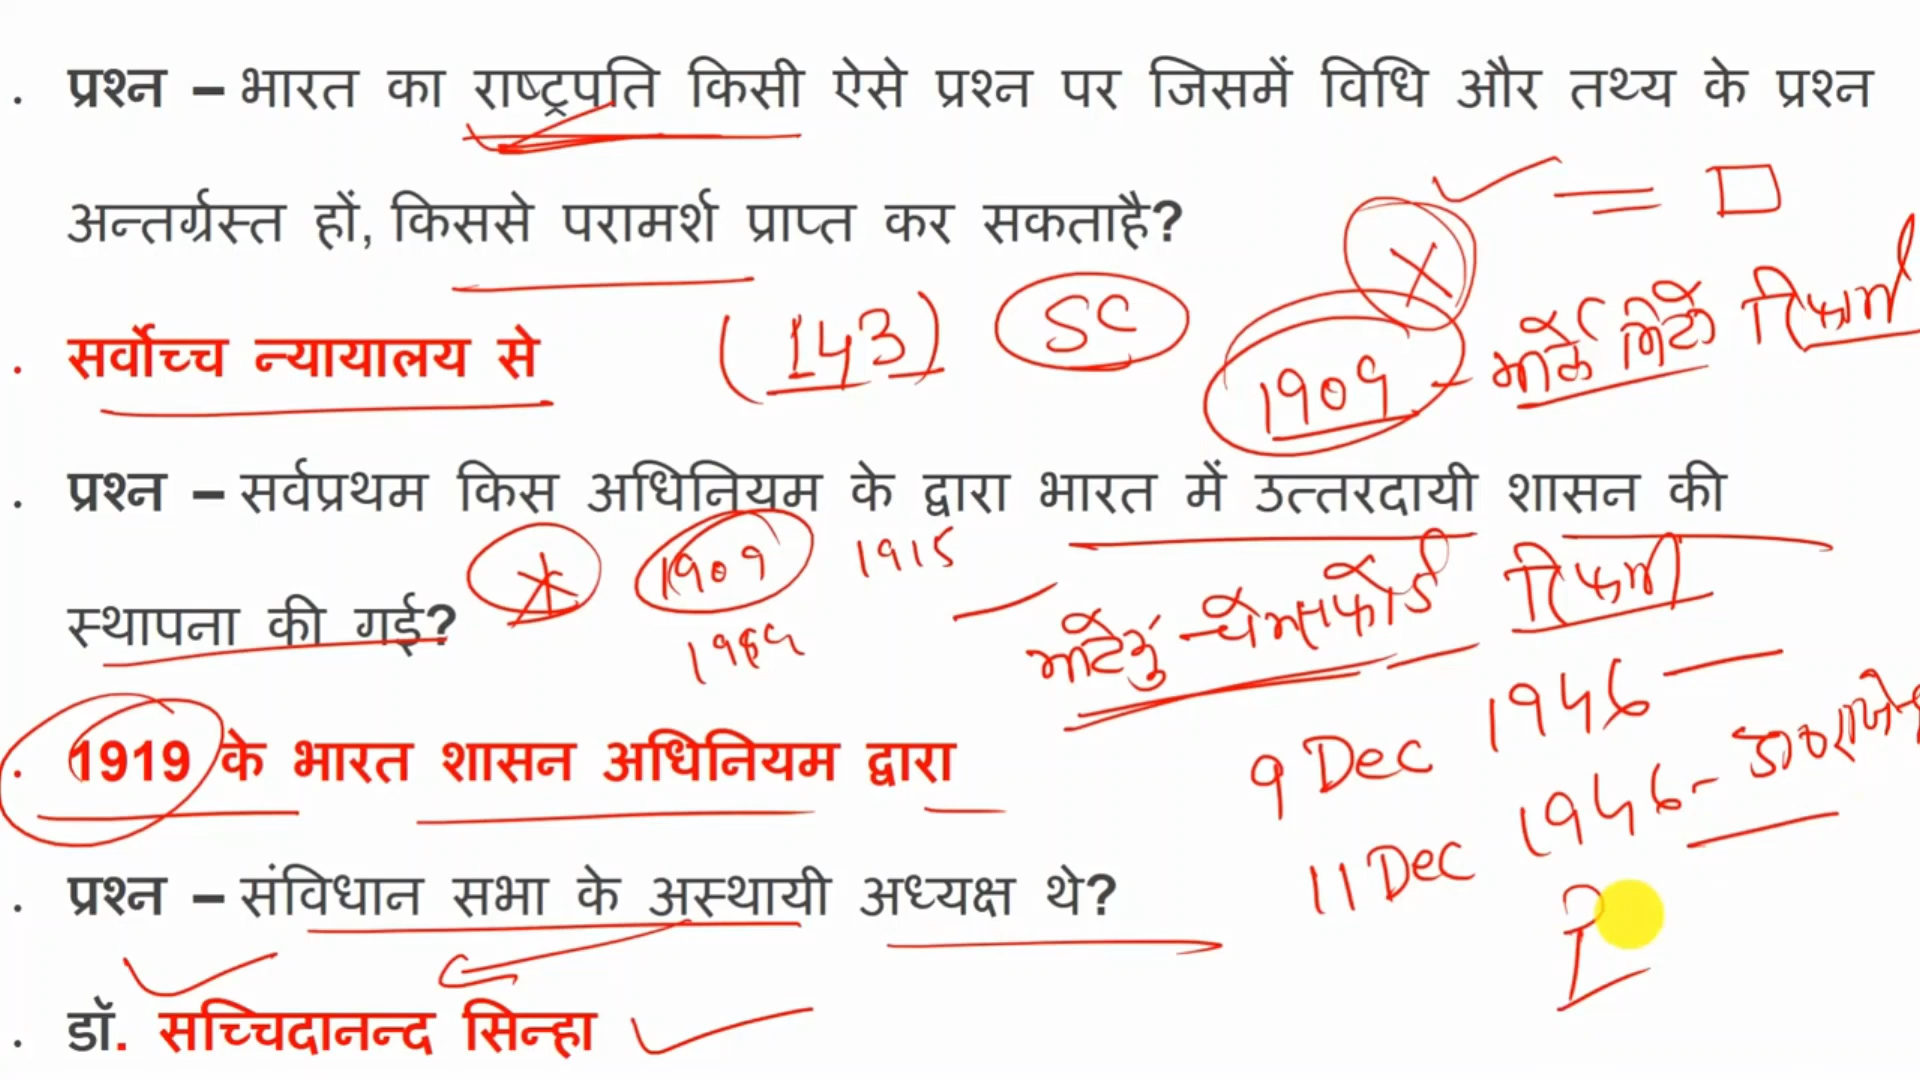 . प्रश्न – भारत का राष्ट्रपति किसी ऐसे प्रश्न पर जिसमें विधि और तथ्य के प्रश्न
अन्तर्ग्रस्त हों, किससे परामर्श प्राप्त कर सकताहै?
. सर्वोच्च न्यायालय से (143) SC
1909 - मार्ले मिंटो रिफार्म
. प्रश्न – सर्वप्रथम किस अधिनियम के द्वारा भारत में उत्तरदायी शासन की
1909 1915
स्थापना की गई?
मांटेग्यु - चेम्सफोर्ड रिफार्म
. 1919 के भारत शासन अधिनियम द्वारा
9 Dec 1946
11 Dec 1946 -
. प्रश्न – संविधान सभा के अस्थायी अध्यक्ष थे?
. डॉ. सच्चिदानन्द सिन्हा